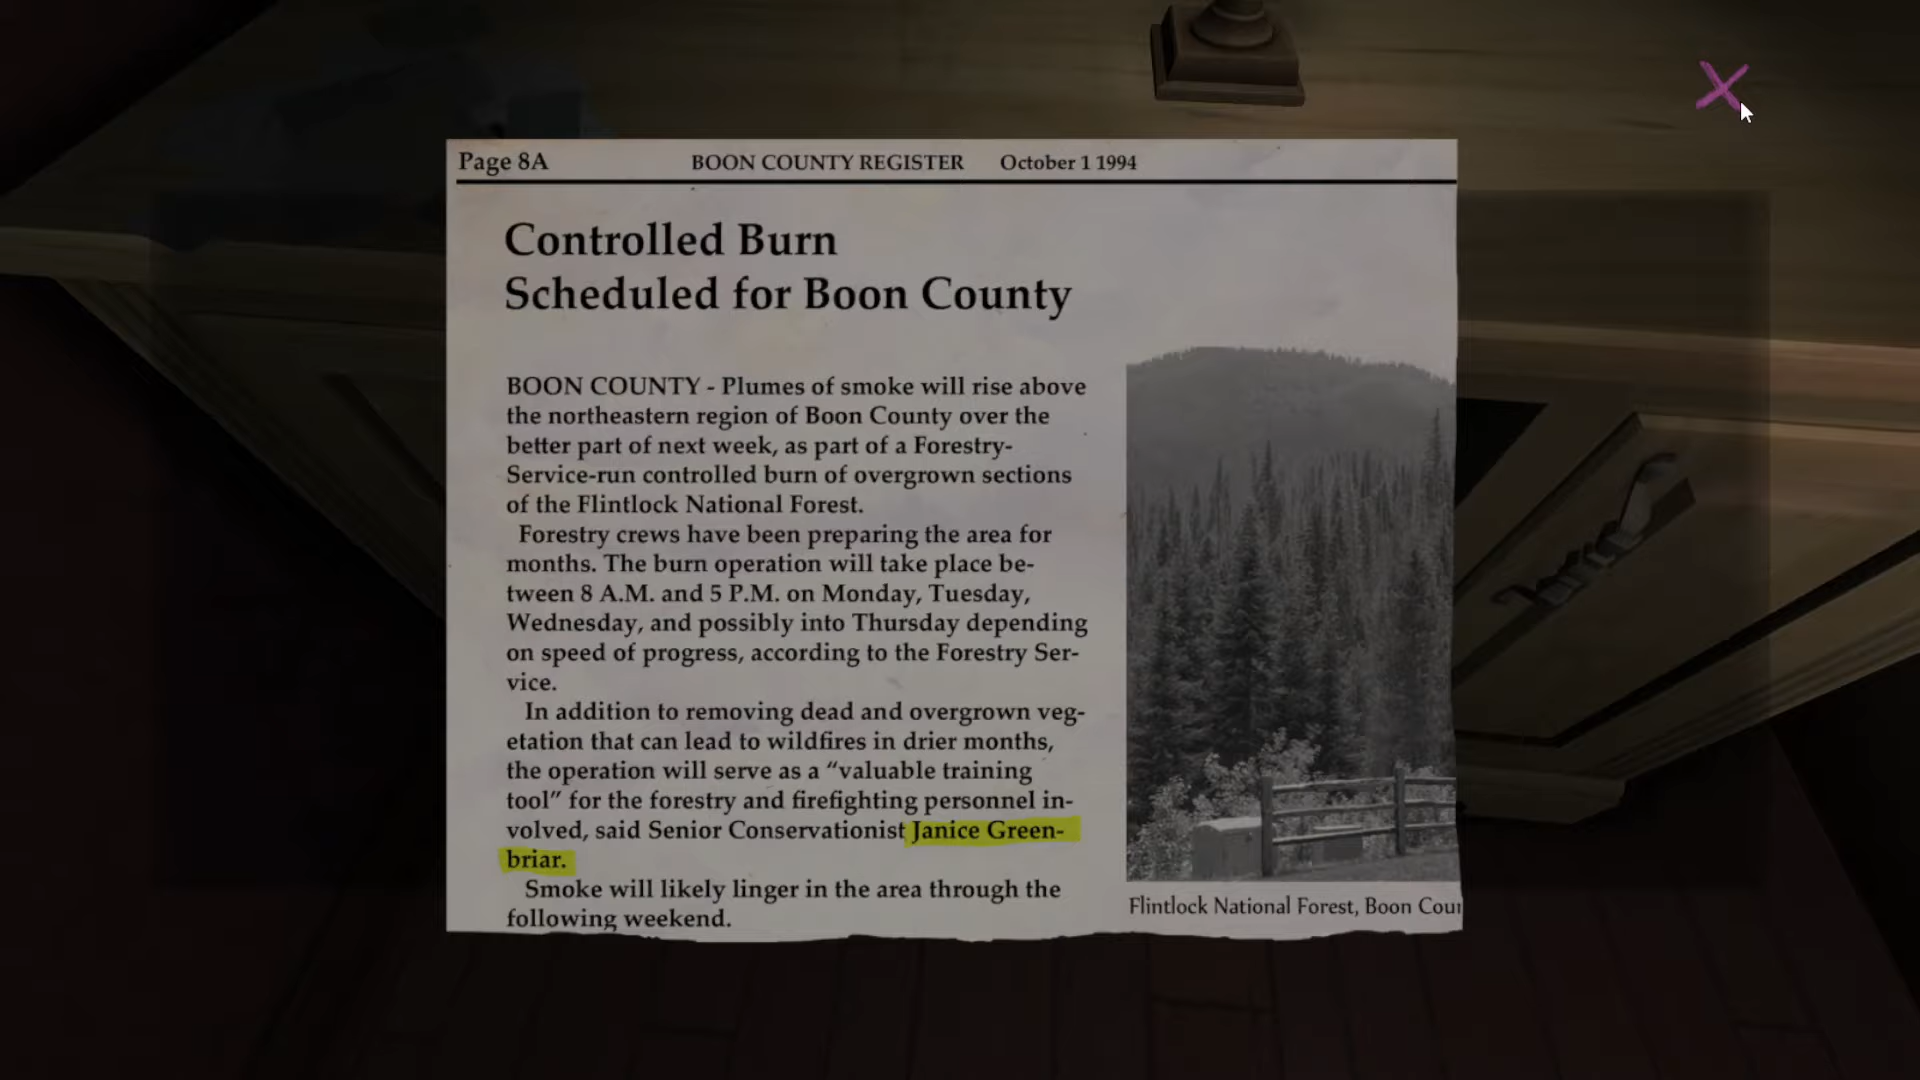 Page 8A BOON COUNTY REGISTER October 1 1994
Controlled Burn
Scheduled for Boon County
BOON COUNTY - Plumes of smoke will rise above
the northeastern region of Boon County over the
better part of next week, as part of a Forestry-
Service-run controlled burn of overgrown sections
of the Flintlock National Forest.
Forestry crews have been preparing the area for
months. The burn operation will take place be-
tween 8 A.M. and 5 P.M. on Monday, Tuesday,
Wednesday, and possibly into Thursday depending
on speed of progress, according to the Forestry Ser-
vice.
In addition to removing dead and overgrown veg-
etation that can lead to wildfires in drier months,
the operation will serve as a “valuable training
tool” for the forestry and firefighting personnel in-
volved, said Senior Conservationist Janice Green-
briar.
Smoke will likely linger in the area through the
following weekend.
Flintlock National Forest, Boon Cou